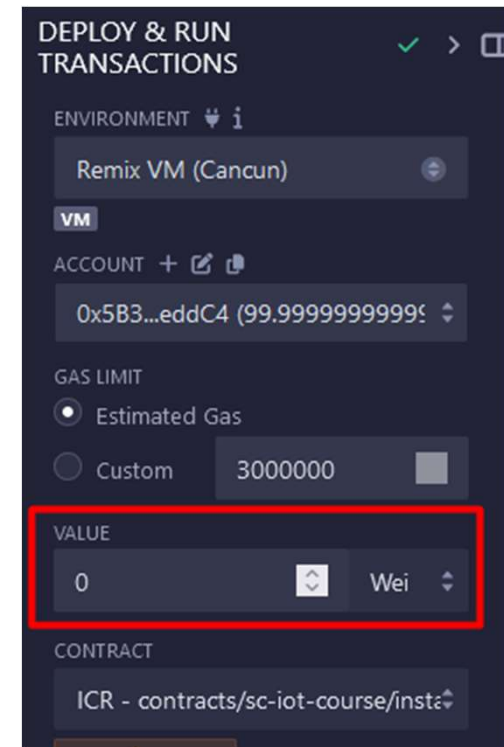 DEPLOY & RUN
TRANSACTIONS
ENVIRONMENT
Remix VM (Cancun)
VM
ACCOUNT
0x5B3...eddC4 (99.9999999999
GAS LIMIT
Estimated Gas
Custom 3000000
VALUE
0 Wei
CONTRACT
ICR - contracts/sc-iot-course/insta